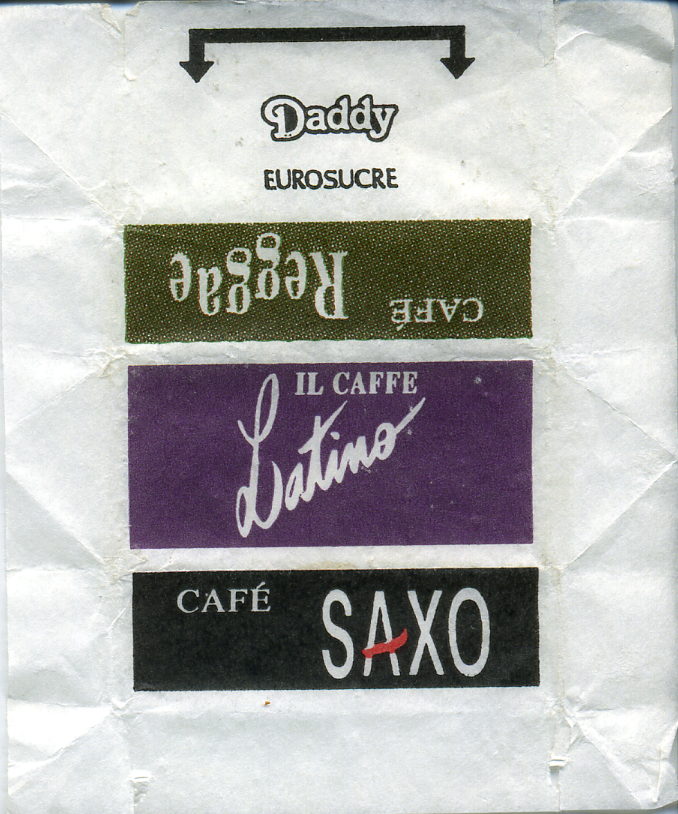 Daddy
EUROSUCRE
CAFÉ Reggae
IL CAFFE
Latino
CAFÉ SAXO